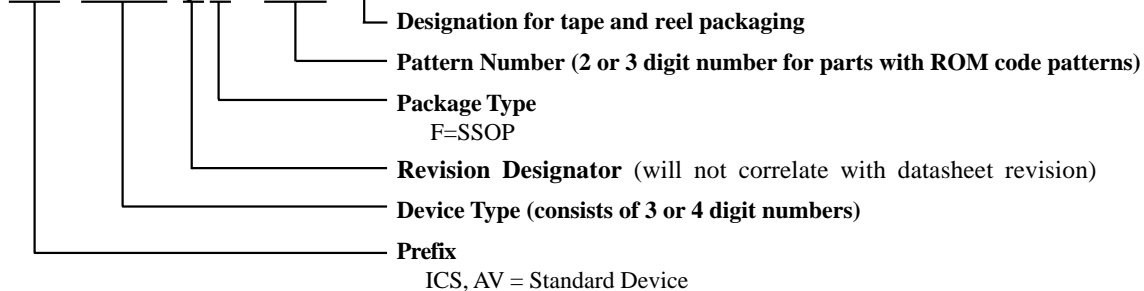 Designation for tape and reel packaging
Pattern Number (2 or 3 digit number for parts with ROM code patterns)
Package Type
F=SSOP
Revision Designator (will not correlate with datasheet revision)
Device Type (consists of 3 or 4 digit numbers)
Prefix
ICS, AV = Standard Device